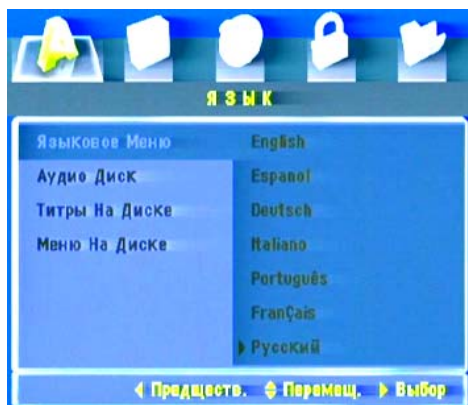 ЯЗЫК
Языковое Меню
Аудио Диск
Титры На Диске
Меню На Диске
English
Espanol
Deutsch
Italiano
Português
FranÇais
Русский
Предшеств. Перемещ. Выбор